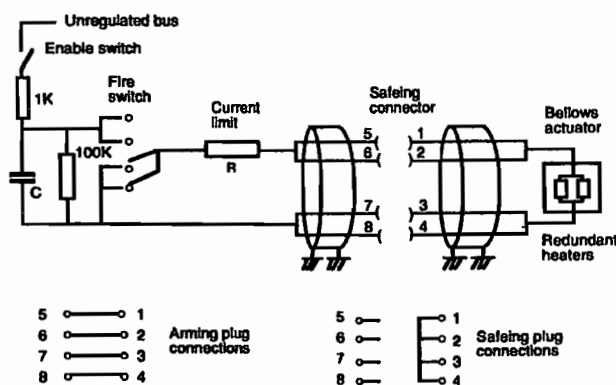 Unregulated bus
Enable switch
1K
Fire
switch
100K
C
Current
limit
R
Safeing
connector
5 1
6 2
7 3
8 4
Bellows
actuator
Redundant
heaters
5 1
6 2
7 3
8 4
Arming plug
connections
5 1
6 2
7 3
8 4
Safeing plug
connections